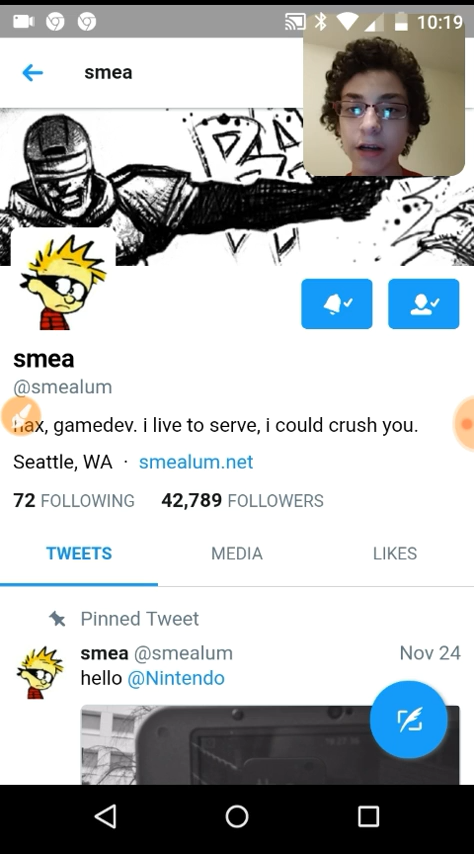 10:19
smea
smea
@smealum
hax, gamedev. i live to serve, i could crush you.
Seattle, WA · smealum.net
72 FOLLOWING 42,789 FOLLOWERS
TWEETS MEDIA LIKES
Pinned Tweet
smea @smealum Nov 24
hello @Nintendo